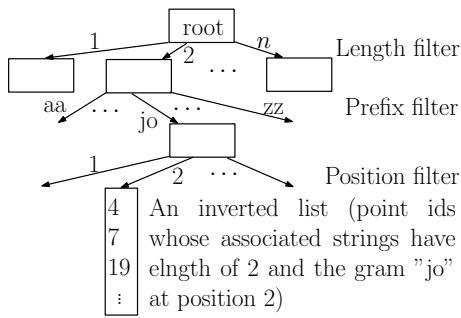 root
1 2 n Length filter
...
aa ... jo ... zz Prefix filter
1 2 ... Position filter
4 An inverted list (point ids
7 whose associated strings have
19 elngth of 2 and the gram "jo"
⋮ at position 2)